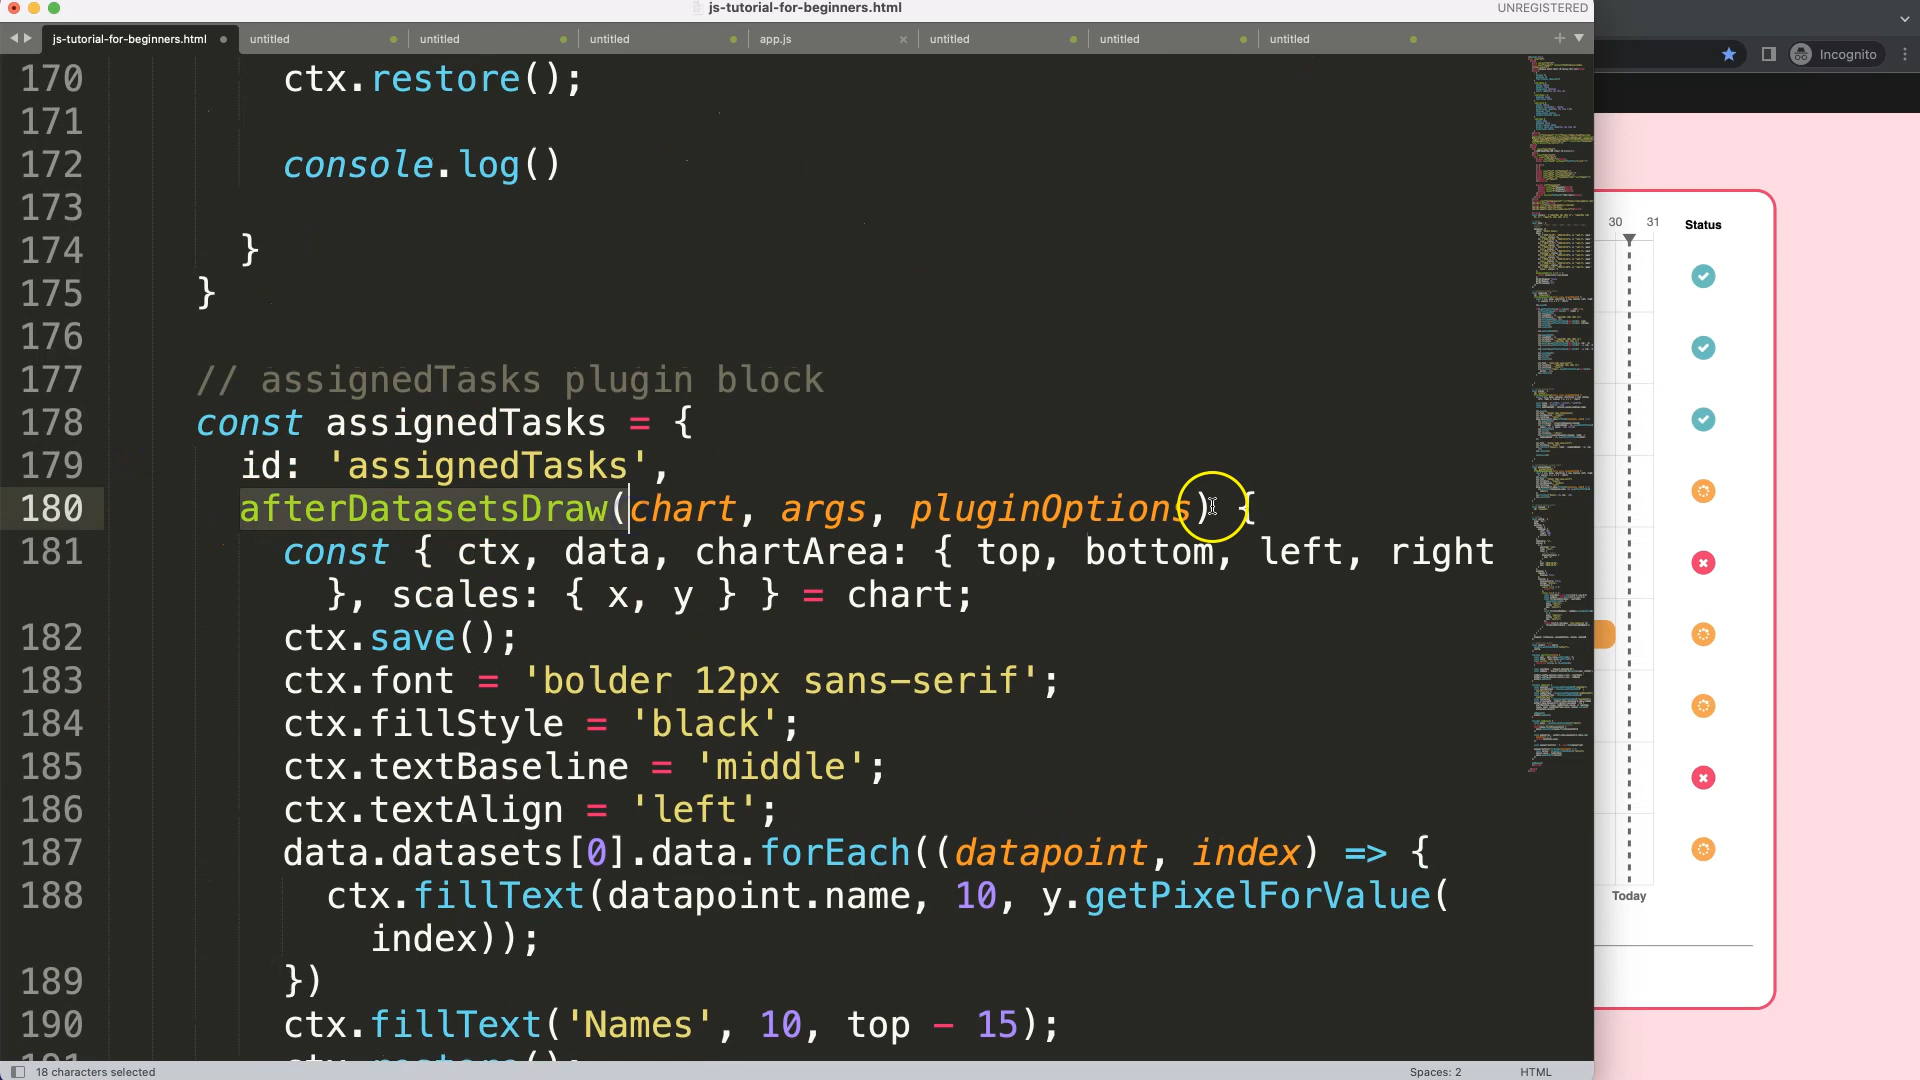 js-tutorial-for-beginners.html
UNREGISTERED
js-tutorial-for-beginners.html
untitled
untitled
untitled
app.js
untitled
untitled
untitled
Incognito
170 ctx.restore();
171
172 console.log()
173
174 }
175 }
176
177 // assignedTasks plugin block
178 const assignedTasks = {
179 id: 'assignedTasks',
180 afterDatasetsDraw(chart, args, pluginOptions) {
181 const { ctx, data, chartArea: { top, bottom, left, right
}, scales: { x, y } } = chart;
182 ctx.save();
183 ctx.font = 'bolder 12px sans-serif';
184 ctx.fillStyle = 'black';
185 ctx.textBaseline = 'middle';
186 ctx.textAlign = 'left';
187 data.datasets[0].data.forEach((datapoint, index) => {
188 ctx.fillText(datapoint.name, 10, y.getPixelForValue(
index));
189 })
190 ctx.fillText('Names', 10, top - 15);
191 ctx.restore();
30 31 Status
Today
18 characters selected
Spaces: 2
HTML